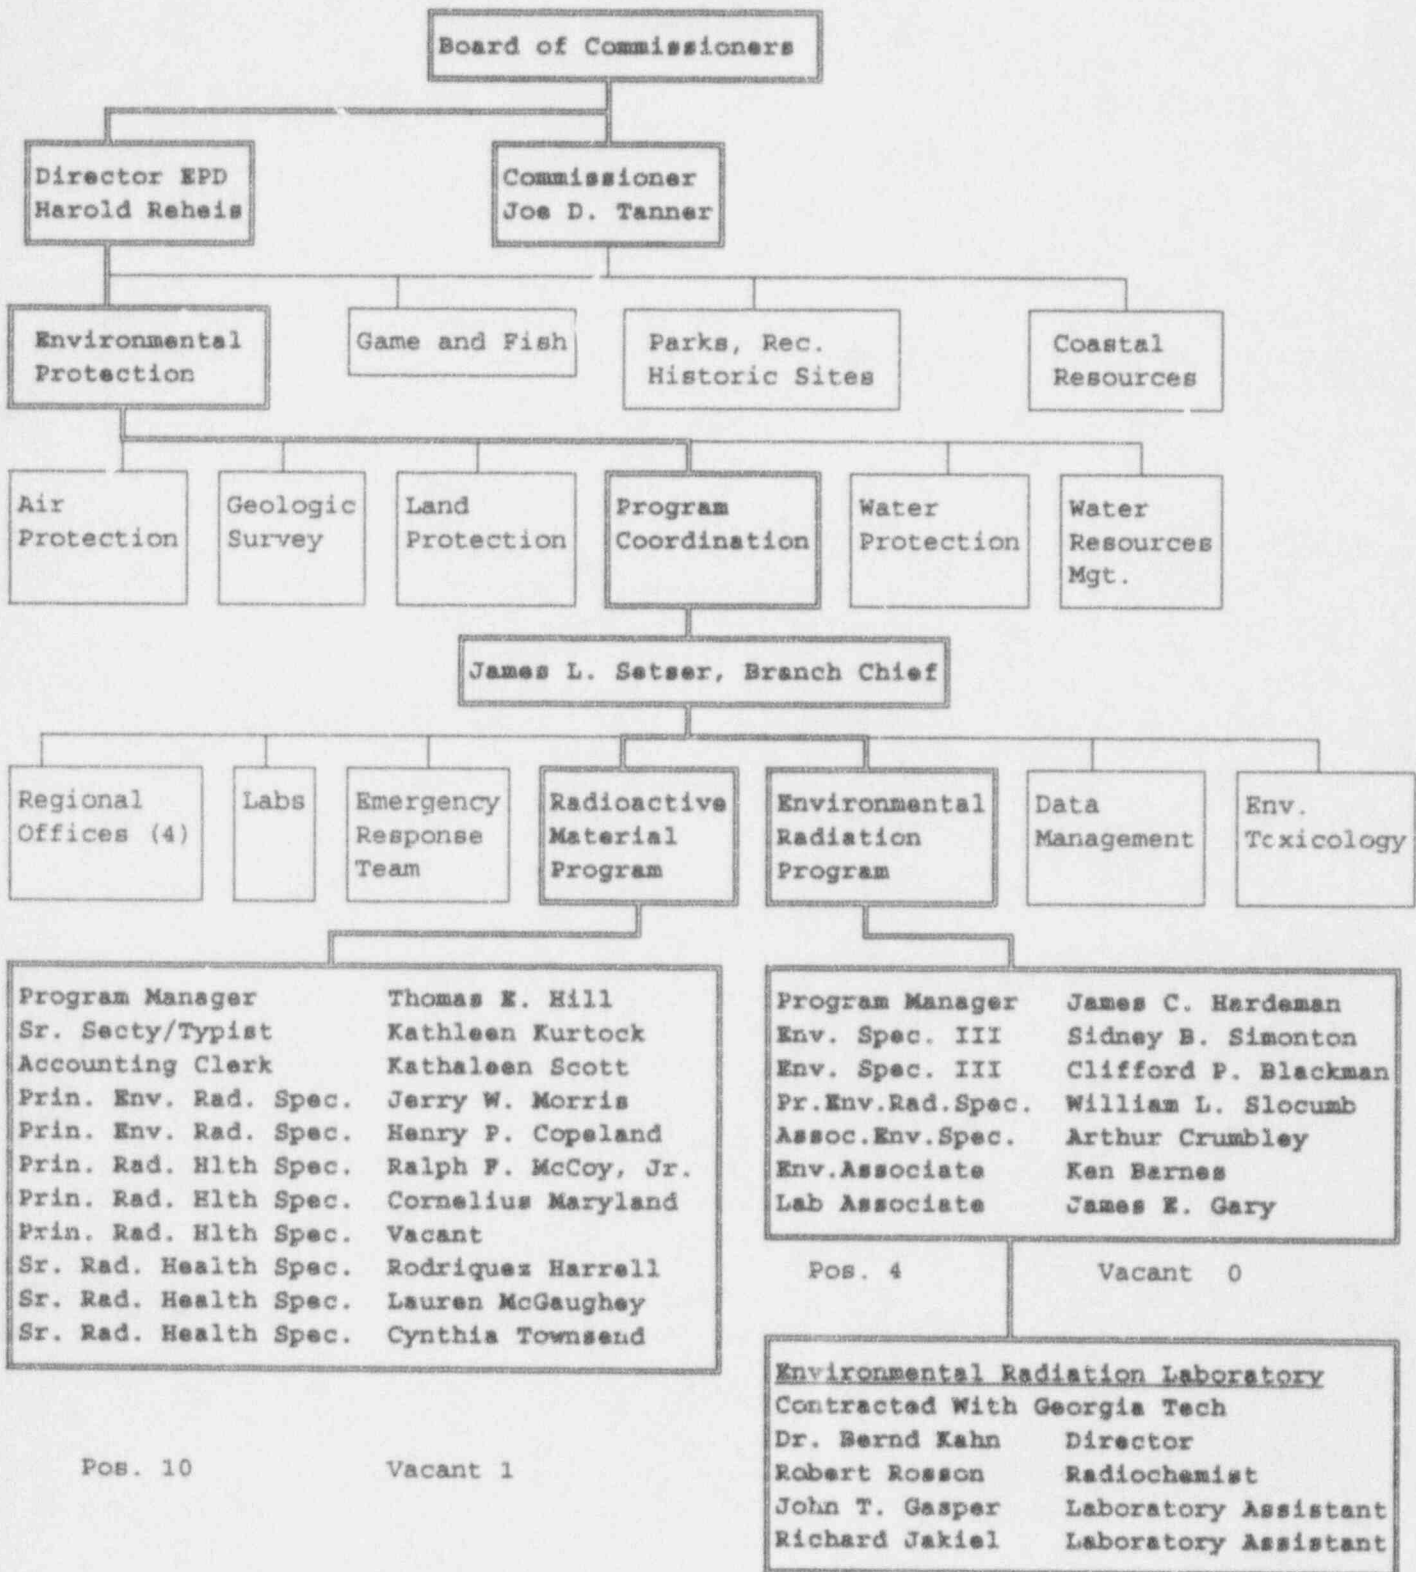 Board of Commissioners
Director EPD
Harold Reheis
Commissioner
Joe D. Tanner
Environmental
Protection
Game and Fish
Parks, Rec.
Historic Sites
Coastal
Resources
Air
Protection
Geologic
Survey
Land
Protection
Program
Coordination
Water
Protection
Water
Resources
Mgt.
James L. Setser, Branch Chief
Regional
Offices (4)
Labs
Emergency
Response
Team
Radioactive
Material
Program
Environmental
Radiation
Program
Data
Management
Env.
Toxicology
Program Manager Thomas E. Hill
Sr. Secty/Typist Kathleen Kurtock
Accounting Clerk Kathaleen Scott
Prin. Env. Rad. Spec. Jerry W. Morris
Prin. Env. Rad. Spec. Henry P. Copeland
Prin. Rad. Hlth Spec. Ralph F. McCoy, Jr.
Prin. Rad. Hlth Spec. Cornelius Maryland
Prin. Rad. Hlth Spec. Vacant
Sr. Rad. Health Spec. Rodriquez Harrell
Sr. Rad. Health Spec. Lauren McGaughey
Sr. Rad. Health Spec. Cynthia Townsend
Pos. 10 Vacant 1
Program Manager James C. Hardeman
Env. Spec. III Sidney B. Simonton
Env. Spec. III Clifford P. Blackman
Pr.Env.Rad.Spec. William L. Slocumb
Assoc.Env.Spec. Arthur Crumbley
Env.Associate Ken Barnes
Lab Associate James E. Gary
Pos. 4 Vacant 0
Environmental Radiation Laboratory
Contracted With Georgia Tech
Dr. Bernd Kahn Director
Robert Rosson Radiochemist
John T. Gasper Laboratory Assistant
Richard Jakiel Laboratory Assistant